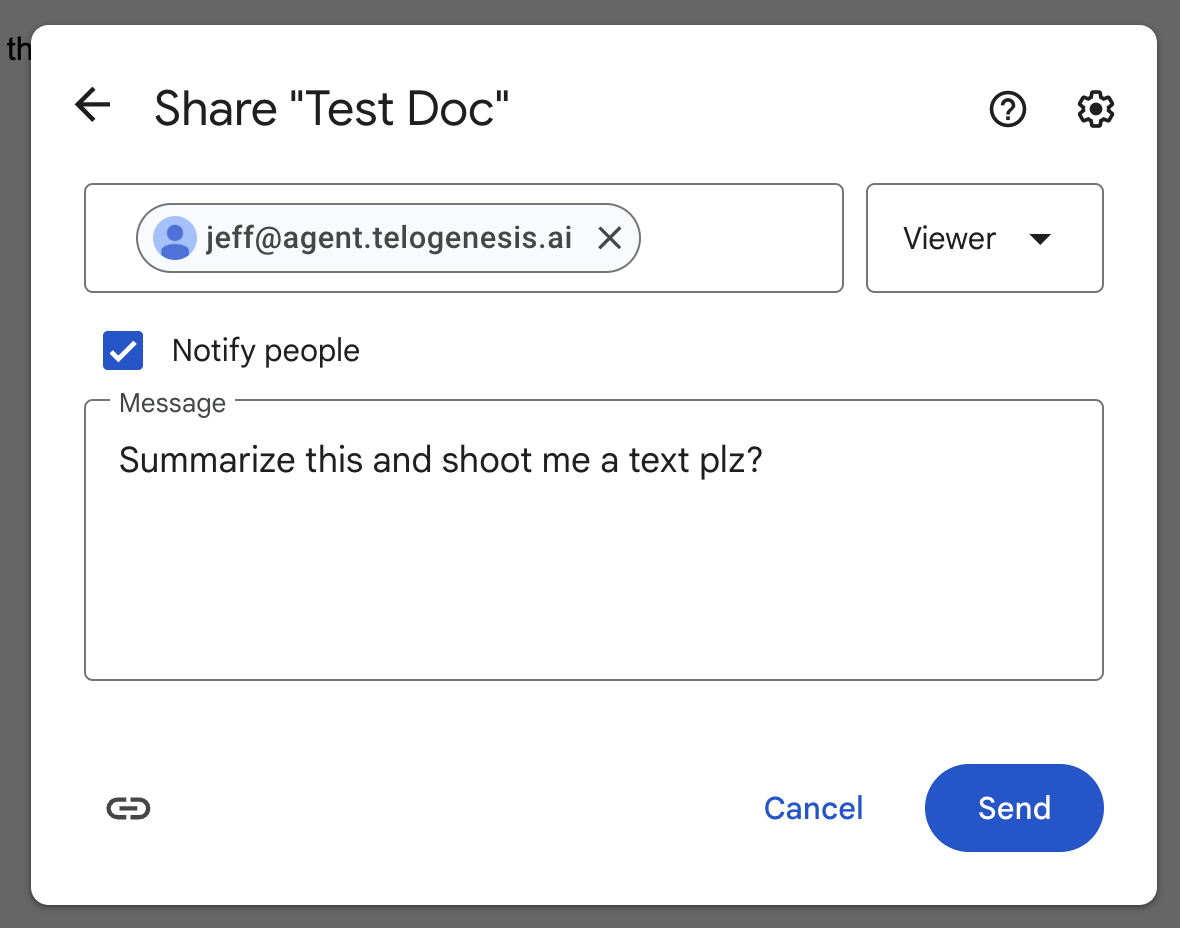 th
Share "Test Doc"
jeff@agent.telogenesis.ai
Viewer
Notify people
Message
Summarize this and shoot me a text plz?
Cancel
Send